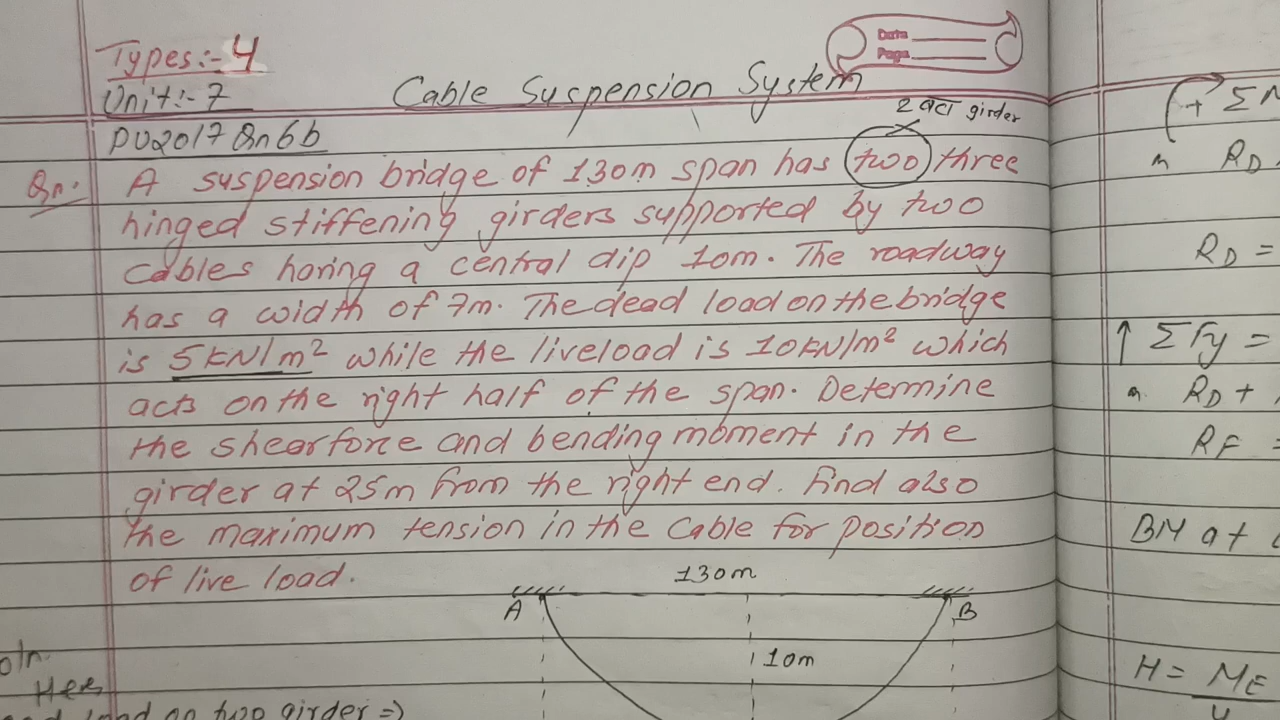 Types:- 4
Unit:- 7
Date
Page
Cable Suspension System
PU2017 Qn6b
2 वटा girder
Qn: A suspension bridge of 130m span has two three
hinged stiffening girders supported by two
cables having a central dip 10m. The roadway
has a width of 7m. The dead load on the bridge
is 5kN/m² while the liveload is 10kN/m² which
acts on the right half of the span. Determine
the shearforce and bending moment in the
girder at 25m from the right end. Find also
the maximum tension in the cable for position
of live load.
130m
A
B
10m
oln.
Here,
load on two girder =>
+ ΣM
RD
RD =
↑ ΣFy =
RD +
RF =
BM at
H = ME